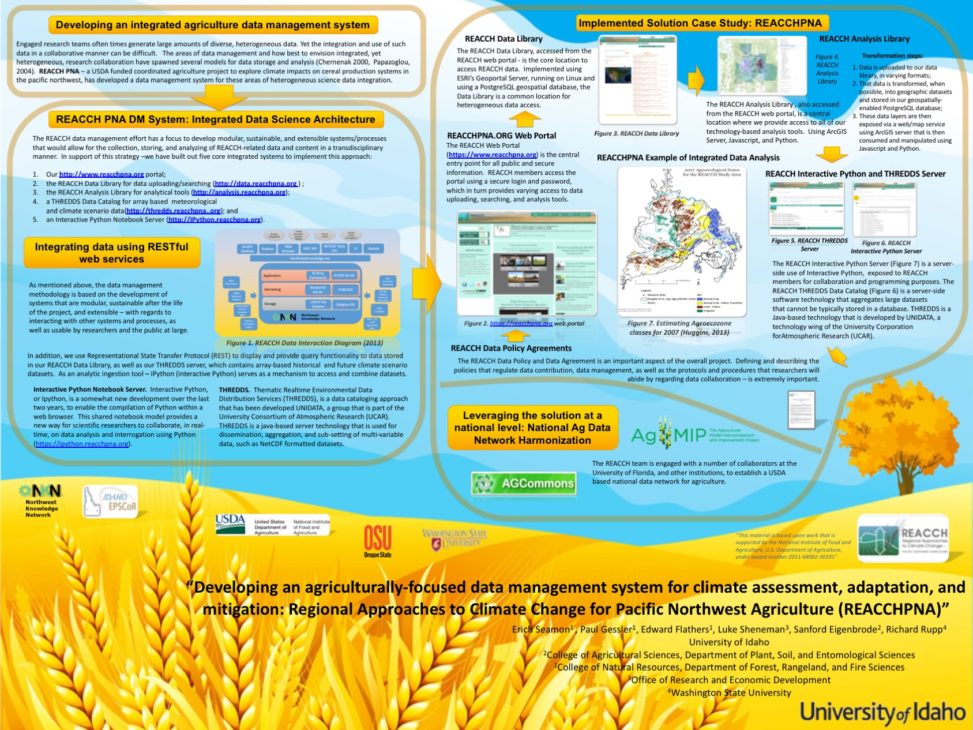 Developing an integrated agriculture data management system
Engaged research teams often times generate large amounts of diverse, heterogeneous data. Yet the integration and use of such
data in a collaborative manner can be difficult. The areas of data management and how best to envision integrated, yet
heterogeneous, research collaboration have spawned several models for data storage and analysis (Chernenak 2000, Papazoglou,
2004). REACCH PNA – a USDA funded coordinated agriculture project to explore climate impacts on cereal production systems in
the pacific northwest, has developed a data management system for these areas of heterogeneous science data integration.
REACCH PNA DM System: Integrated Data Science Architecture
The REACCH data management effort has a focus to develop modular, sustainable, and extensible systems/processes
that would allow for the collection, storing, and analyzing of REACCH-related data and content in a transdisciplinary
manner. In support of this strategy –we have built out five core integrated systems to implement this approach:
1. Our http://www.reacchpna.org portal;
2. the REACCH Data Library for data uploading/searching (http://data.reacchpna.org ) ;
3. the REACCH Analysis Library for analytical tools (http://analysis.reacchpna.org);
4. a THREDDS Data Catalog for array based meteorological
and climate scenario data(http://thredds.reacchpna..org); and
5. an Interactive Python Notebook Server (http://IPython.reacchpna.org).
Integrating data using RESTful
web services
As mentioned above, the data management
methodology is based on the development of
systems that are modular, sustainable after the life
of the project, and extensible – with regards to
interacting with other systems and processes, as
well as usable by researchers and the public at large.
Application
Harvesting
Storage
Northwest
Knowledge Network
Figure 1. REACCH Data Interaction Diagram (2013)
In addition, we use Representational State Transfer Protocol (REST) to display and provide query functionality to data stored
in our REACCH Data Library, as well as our THREDDS server, which contains array-based historical and future climate scenario
datasets. As an analytic ingestion tool – IPython (interactive Python) serves as a mechanism to access and combine datasets.
Interactive Python Notebook Server. Interactive Python,
or Ipython, is a somewhat new development over the last
two years, to enable the compilation of Python within a
web browser. This shared notebook model provides a
new way for scientific researchers to collaborate, in real-
time, on data analysis and interrogation using Python
(https://ipython.reacchpna.org).
THREDDS. Thematic Realtime Environmental Data
Distribution Services (THREDDS), is a data cataloging approach
that has been developed UNIDATA, a group that is part of the
University Consortium of Atmospheric Research (UCAR).
THREDDS is a java-based server technology that is used for
dissemination, aggregation, and sub-setting of multi-variable
data, such as NetCDF formatted datasets.
Implemented Solution Case Study: REACCHPNA
REACCH Data Library
The REACCH Data Library, accessed from the
REACCH web portal - is the core location to
access REACCH data. Implemented using
ESRI's Geoportal Server, running on Linux and
using a PostgreSQL geospatial database, the
Data Library is a common location for
heterogeneous data access.
Figure 3. REACCH Data Library
REACCH Analysis Library
Figure 4.
REACCH
Analysis
Library
The REACCH Analysis Library , also accessed
from the REACCH web portal, is a central
location where we provide access to all of our
technology-based analysis tools. Using ArcGIS
Server, Javascript, and Python.
Transformation steps:
1. Data is uploaded to our data
library, in varying formats;
2. That data is transformed, when
possible, into geographic datasets
and stored in our geospatially-
enabled PostgreSQL database;
3. These data layers are then
exposed via a web/map service
using ArcGIS server that is then
consumed and manipulated using
Javascript and Python.
REACCHPNA.ORG Web Portal
The REACCH Web Portal
(https://www.reacchpna.org) is the central
entry point for all public and secure
information. REACCH members access the
portal using a secure login and password,
which in turn provides varying access to data
uploading, searching, and analysis tools.
Figure 2. https://reacchpna.org web portal
REACCHPNA Example of Integrated Data Analysis
2007 Agroecological Zones
for the REACCH Study Area
Figure 7. Estimating Agroecozone
classes for 2007 (Huggins, 2013)
REACCH Interactive Python and THREDDS Server
Figure 5. REACCH THREDDS
Server
Figure 6. REACCH
Interactive Python Server
The REACCH Interactive Python Server (Figure 7) is a server-
side use of Interactive Python, exposed to REACCH
members for collaboration and programming purposes. The
REACCH THREDDS Data Catalog (Figure 6) is a server-side
software technology that aggregates large datasets
that cannot be typically stored in a database. THREDDS is a
Java-based technology that is developed by UNIDATA, a
technology wing of the University Corporation
forAtmospheric Research (UCAR).
REACCH Data Policy Agreements
The REACCH Data Policy and Data Agreement is an important aspect of the overall project. Defining and describing the
policies that regulate data contribution, data management, as well as the protocols and procedures that researchers will
abide by regarding data collaboration – is extremely important.
Leveraging the solution at a
national level: National Ag Data
Network Harmonization
AgMIP The Agricultural
Model Intercomparison
and Improvement Project
AGCommons
The REACCH team is engaged with a number of collaborators at the
University of Florida, and other institutions, to establish a USDA
based national data network for agriculture.
NKN
Northwest
Knowledge
Network
IDAHO
EPSCoR
USDA
United States
Department of
Agriculture
National Institute
of Food and
Agriculture
OSU
Oregon State
WASHINGTON STATE
UNIVERSITY
"This material is based upon work that is
supported by the National Institute of Food and
Agriculture, U.S. Department of Agriculture,
under award number 2011-68002-30191"
REACCH
Regional Approaches
to Climate Change
“Developing an agriculturally-focused data management system for climate assessment, adaptation, and
mitigation: Regional Approaches to Climate Change for Pacific Northwest Agriculture (REACCHPNA)”
Erich Seamon1, Paul Gessler1, Edward Flathers1, Luke Sheneman3, Sanford Eigenbrode2, Richard Rupp4
University of Idaho
2College of Agricultural Sciences, Department of Plant, Soil, and Entomological Sciences
1College of Natural Resources, Department of Forest, Rangeland, and Fire Sciences
3Office of Research and Economic Development
4Washington State University
University of Idaho